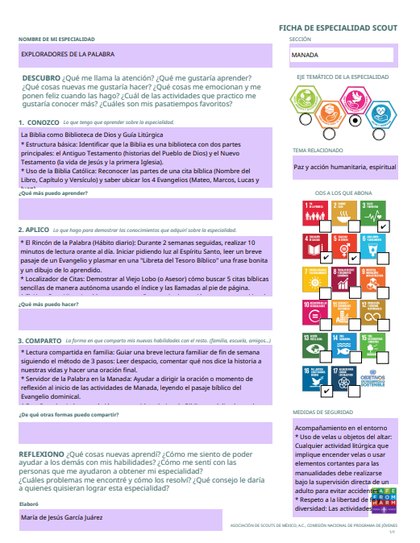 FICHA DE ESPECIALIDAD SCOUT
NOMBRE DE MI ESPECIALIDAD
EXPLORADORES DE LA PALABRA
SECCIÓN
MANADA
DESCUBRO ¿Qué me llama la atención? ¿Qué me gustaría aprender?
¿Qué cosas nuevas me gustaría hacer? ¿Qué cosas me emocionan y me
ponen feliz cuando las hago? ¿Cuál de las actividades que practico me
gustaría conocer más? ¿Cuáles son mis pasatiempos favoritos?
EJE TEMÁTICO DE LA ESPECIALIDAD
1. CONOZCO Lo que tengo que aprender sobre la especialidad.
La Biblia como Biblioteca de Dios y Guía Litúrgica
* Estructura básica: Identificar que la Biblia es una biblioteca con dos partes
principales: el Antiguo Testamento (historias del Pueblo de Dios) y el Nuevo
Testamento (la vida de Jesús y la primera Iglesia).
* Uso de la Biblia Católica: Reconocer las partes de una cita bíblica (Nombre del
Libro, Capítulo y Versículo) y saber ubicar los 4 Evangelios (Mateo, Marcos, Lucas y
¿Qué más puedo aprender?
TEMA RELACIONADO
Paz y acción humanitaria, espiritual
ODS A LOS QUE ABONA
2. APLICO Lo que hago para demostrar los conocimientos que adquirí sobre la especialidad.
* El Rincón de la Palabra (Hábito diario): Durante 2 semanas seguidas, realizar 10
minutos de lectura orante al día. Iniciar pidiendo luz al Espíritu Santo, leer un breve
pasaje de un Evangelio y plasmar en una "Libreta del Tesoro Bíblico" una frase bonita
y un dibujo de lo aprendido.
* Localizador de Citas: Demostrar al Viejo Lobo (o Asesor) cómo buscar 5 citas bíblicas
sencillas de manera autónoma usando el índice y las llamadas al pie de página.
¿Qué más puedo hacer?
3. COMPARTO La forma en que comparto mis nuevas habilidades con el resto. (familia, escuela, amigos...)
* Lectura compartida en familia: Guiar una breve lectura familiar de fin de semana
siguiendo el método de 3 pasos: Leer despacio, comentar qué nos dice la historia a
nuestras vidas y hacer una oración final.
* Servidor de la Palabra en la Manada: Ayudar a dirigir la oración o momento de
reflexión al inicio de las actividades de Manada, leyendo el pasaje bíblico del
Evangelio dominical.
¿De qué otras formas puedo compartir?
MEDIDAS DE SEGURIDAD
Acompañamiento en el entorno
* Uso de velas u objetos del altar:
Cualquier actividad litúrgica que
implique encender velas o usar
elementos cortantes para las
manualidades debe realizarse
bajo la supervisión directa de un
adulto para evitar
* Respeto a la libertad de
diversidad: Las actividades
REFLEXIONO ¿Qué cosas nuevas aprendí? ¿Cómo me siento de poder
ayudar a los demás con mis habilidades? ¿Cómo me sentí con las
personas que me ayudaron a obtener mi especialidad?
¿Cuáles problemas me encontré y cómo los resolví? ¿Qué consejo le daría
a quienes quisieran lograr esta especialidad?
Elaboró
María de Jesús García Juárez
SAFE
FROM
HARM
ASOCIACIÓN DE SCOUTS DE MÉXICO, A.C., COMISIÓN NACIONAL DE PROGRAMA DE JÓVENES